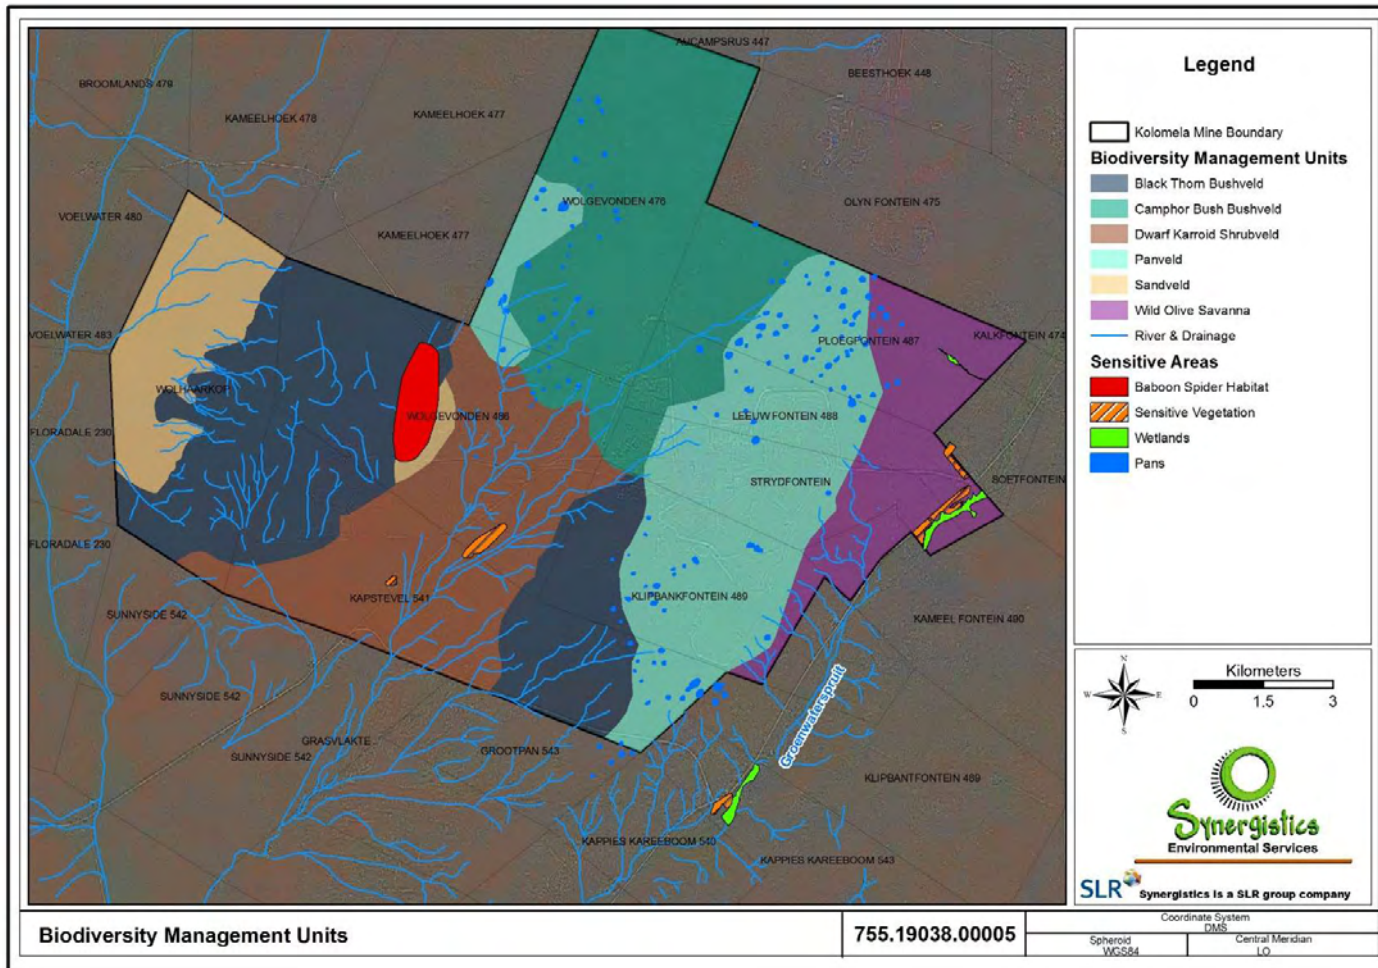 AUCAMPSRUS 447
BEESTHOEK 448
BROOMLANDS 479
KAMEELHOEK 478
KAMEELHOEK 477
VOELWATER 480
WOLGEVONDEN 476
OLYN FONTEIN 475
KAMEELHOEK 477
VOELWATER 483
PLOEGFONTEIN 487
KALKFONTEIN 474
WOLHAARKOP
WOLGEVONDEN 486
LEEUW FONTEIN 488
FLORADALE 230
STRYDFONTEIN
SOETFONTEIN
FLORADALE 230
KAPSTEVEL 541
KLIPBANKFONTEIN 489
SUNNYSIDE 542
KAMEEL FONTEIN 490
SUNNYSIDE 542
Groenwaterspruit
GRASVLAKTE
SUNNYSIDE 542
GROOTPAN 543
KLIPBANTFONTEIN 489
KAPPIES KAREEBOOM 540
KAPPIES KAREEBOOM 543
Legend
Kolomela Mine Boundary
Biodiversity Management Units
Black Thorn Bushveld
Camphor Bush Bushveld
Dwarf Karroid Shrubveld
Panveld
Sandveld
Wild Olive Savanna
River & Drainage
Sensitive Areas
Baboon Spider Habitat
Sensitive Vegetation
Wetlands
Pans
N
W E
S
Kilometers
0 1.5 3
Synergistics
Environmental Services
SLR Synergistics is a SLR group company
Biodiversity Management Units
755.19038.00005
Coordinate System
DMS
Spheroid
WGS84
Central Meridian
LO